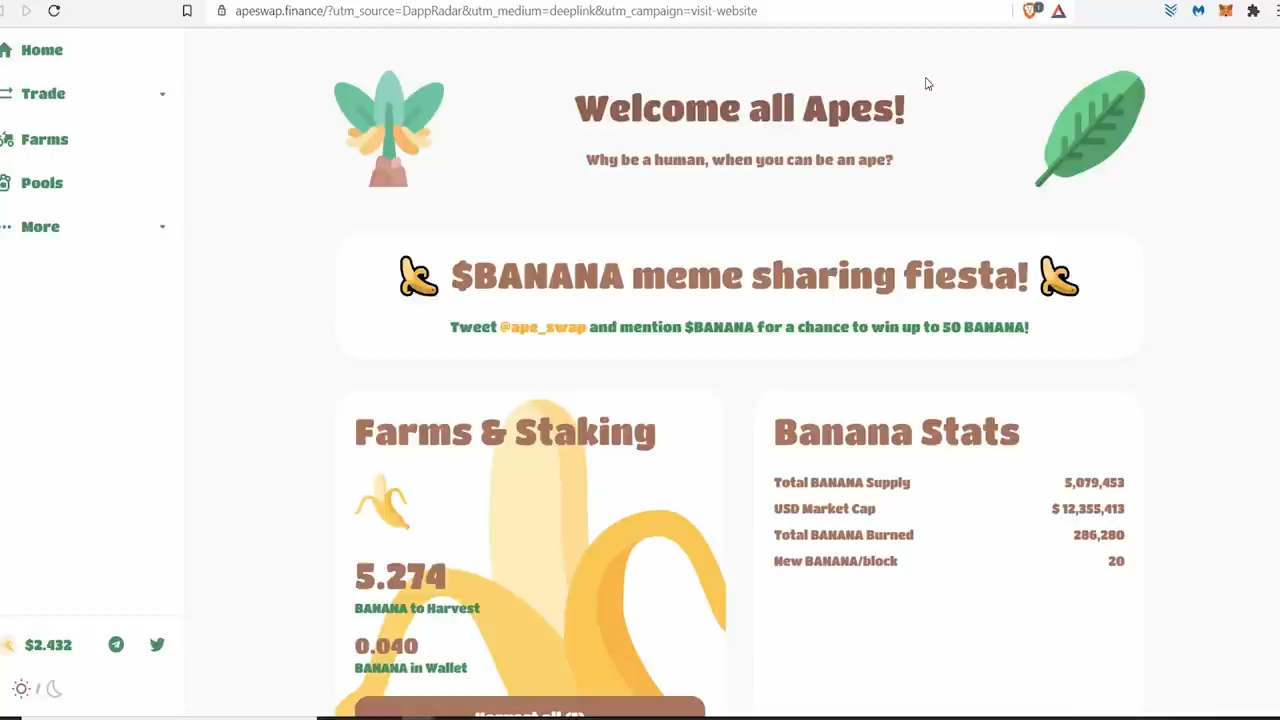 apeswap.finance/?utm_source=DappRadar&utm_medium=deeplink&utm_campaign=visit-website
1
Home
Trade
Farms
Pools
More
Welcome all Apes!
Why be a human, when you can be an ape?
$BANANA meme sharing fiesta!
Tweet @ape_swap and mention $BANANA for a chance to win up to 50 BANANA!
Farms & Staking
5.274
BANANA to Harvest
0.040
BANANA in Wallet
Harvest all (1)
Banana Stats
Total BANANA Supply 5,079,453
USD Market Cap $ 12,355,413
Total BANANA Burned 286,280
New BANANA/block 20
$2.432
/